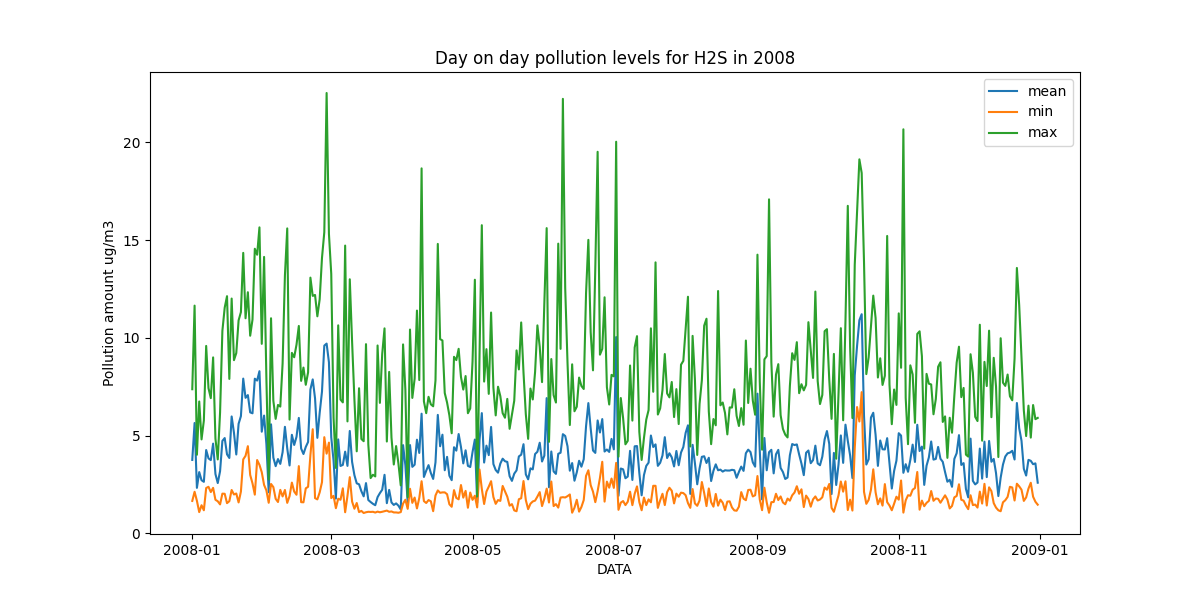 Day on day pollution levels for H2S in 2008
mean
min
max
Pollution amount ug/m3
20
15
10
5
0
2008-01
2008-03
2008-05
2008-07
2008-09
2008-11
2009-01
DATA